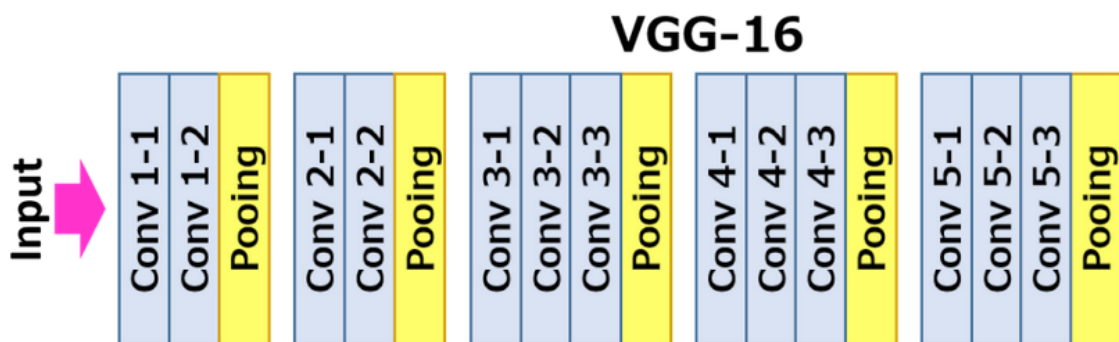 VGG-16
Input
Conv 1-1
Conv 1-2
Pooing
Conv 2-1
Conv 2-2
Pooing
Conv 3-1
Conv 3-2
Conv 3-3
Pooing
Conv 4-1
Conv 4-2
Conv 4-3
Pooing
Conv 5-1
Conv 5-2
Conv 5-3
Pooing